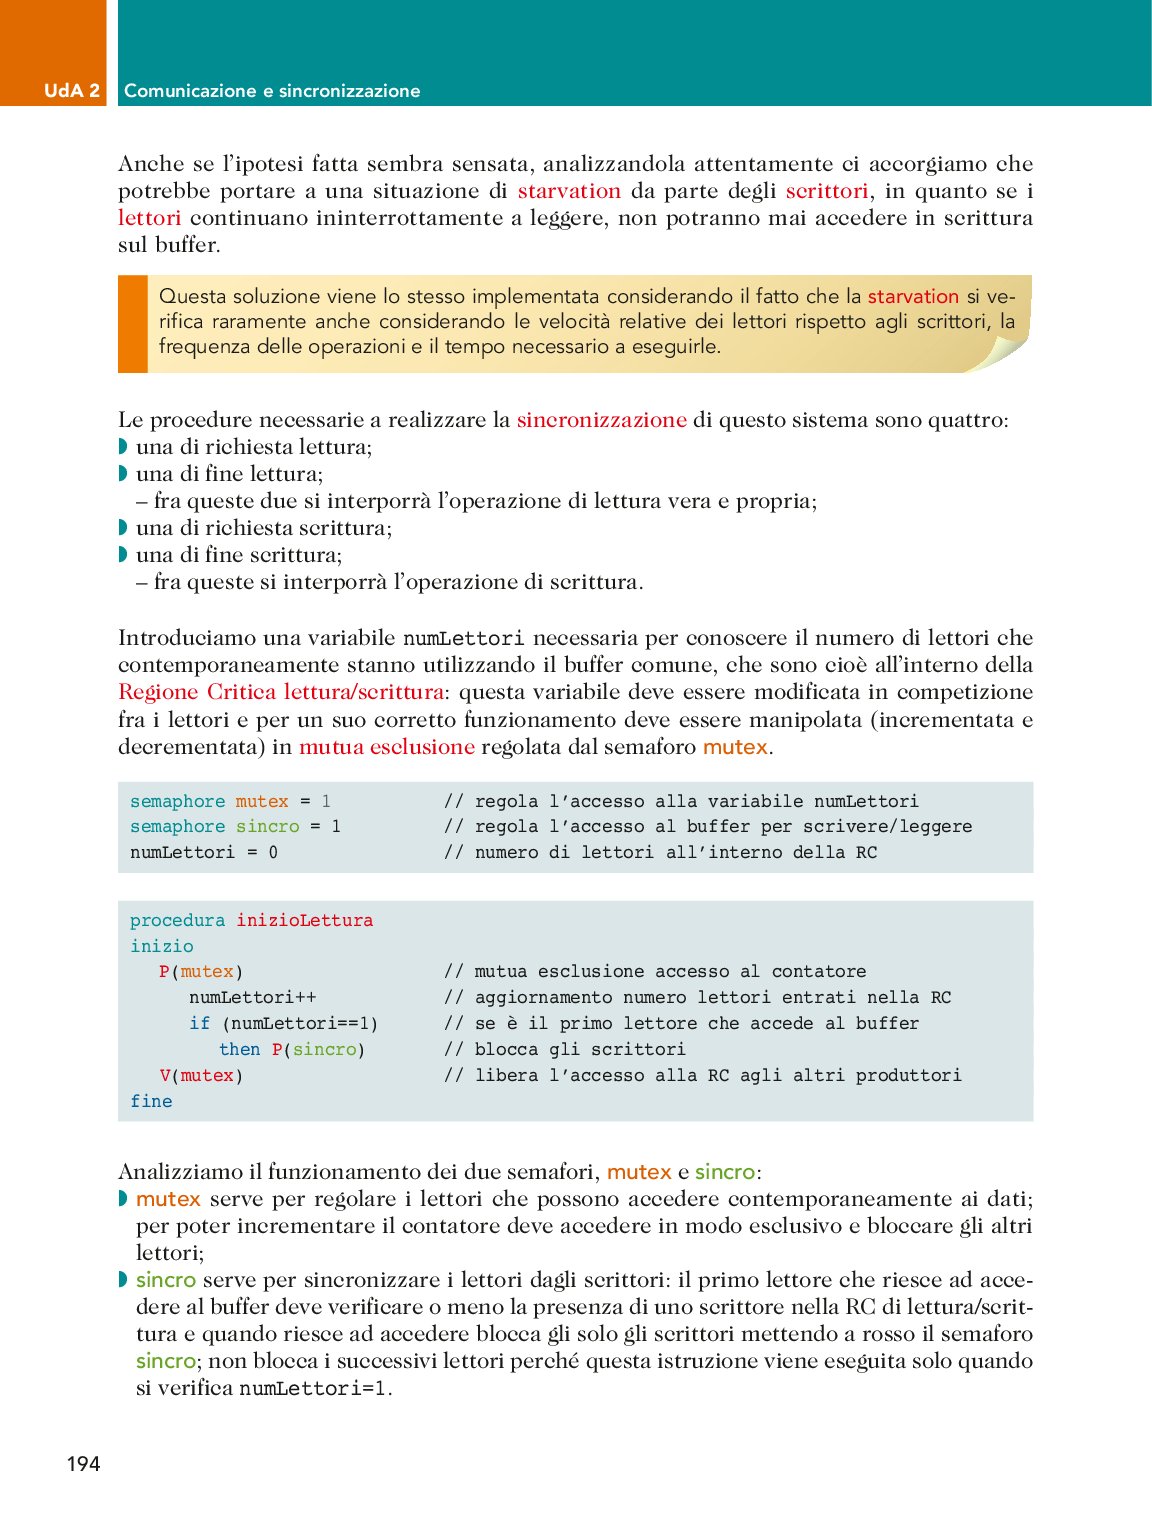 UdA 2 Comunicazione e sincronizzazione
Anche se l’ipotesi fatta sembra sensata, analizzandola attentamente ci accorgiamo che
potrebbe portare a una situazione di starvation da parte degli scrittori, in quanto se i
lettori continuano ininterrottamente a leggere, non potranno mai accedere in scrittura
sul buffer.
Questa soluzione viene lo stesso implementata considerando il fatto che la starvation si ve-
rifica raramente anche considerando le velocità relative dei lettori rispetto agli scrittori, la
frequenza delle operazioni e il tempo necessario a eseguirle.
Le procedure necessarie a realizzare la sincronizzazione di questo sistema sono quattro:
◗ una di richiesta lettura;
◗ una di fine lettura;
– fra queste due si interporrà l’operazione di lettura vera e propria;
◗ una di richiesta scrittura;
◗ una di fine scrittura;
– fra queste si interporrà l’operazione di scrittura.
Introduciamo una variabile numLettori necessaria per conoscere il numero di lettori che
contemporaneamente stanno utilizzando il buffer comune, che sono cioè all’interno della
Regione Critica lettura/scrittura: questa variabile deve essere modificata in competizione
fra i lettori e per un suo corretto funzionamento deve essere manipolata (incrementata e
decrementata) in mutua esclusione regolata dal semaforo mutex.
semaphore mutex = 1 // regola l’accesso alla variabile numLettori
semaphore sincro = 1 // regola l’accesso al buffer per scrivere/leggere
numLettori = 0 // numero di lettori all’interno della RC
procedura inizioLettura
inizio
P(mutex) // mutua esclusione accesso al contatore
numLettori++ // aggiornamento numero lettori entrati nella RC
if (numLettori==1) // se è il primo lettore che accede al buffer
then P(sincro) // blocca gli scrittori
V(mutex) // libera l’accesso alla RC agli altri produttori
fine
Analizziamo il funzionamento dei due semafori, mutex e sincro:
◗ mutex serve per regolare i lettori che possono accedere contemporaneamente ai dati;
per poter incrementare il contatore deve accedere in modo esclusivo e bloccare gli altri
lettori;
◗ sincro serve per sincronizzare i lettori dagli scrittori: il primo lettore che riesce ad acce-
dere al buffer deve verificare o meno la presenza di uno scrittore nella RC di lettura/scrit-
tura e quando riesce ad accedere blocca gli solo gli scrittori mettendo a rosso il semaforo
sincro; non blocca i successivi lettori perché questa istruzione viene eseguita solo quando
si verifica numLettori=1.
194